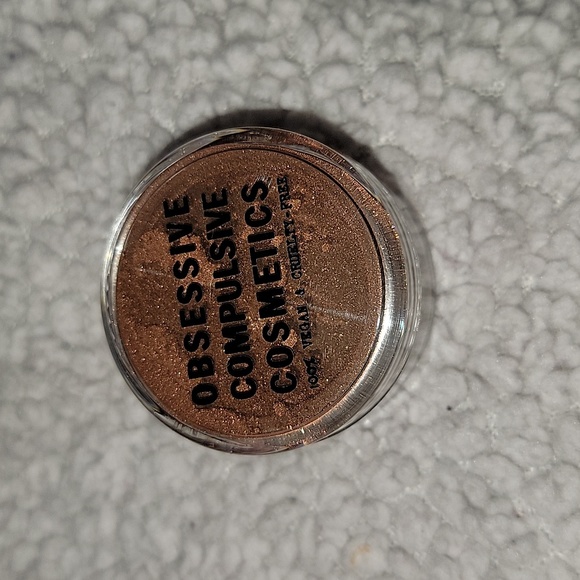 OBSESSIVE
COMPULSIVE
COSMETICS
100% VEGAN & CRUELTY-FREE